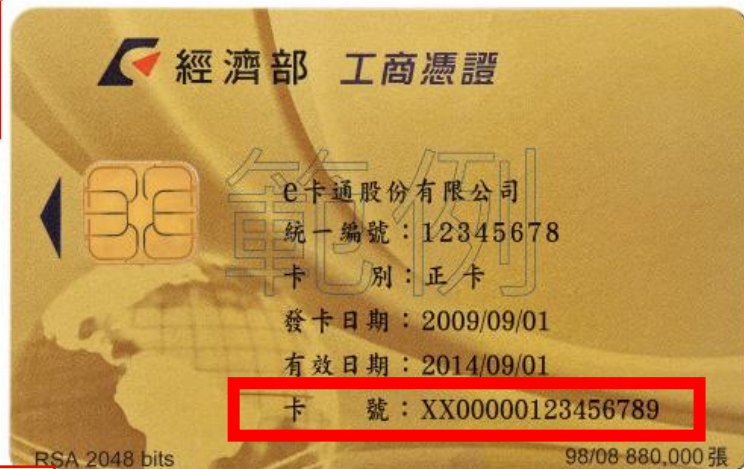 經濟部 工商憑證
範例
e卡通股份有限公司
統一編號：12345678
卡 別：正卡
發卡日期：2009/09/01
有效日期：2014/09/01
卡 號：XX00000123456789
RSA 2048 bits 98/08 880,000張